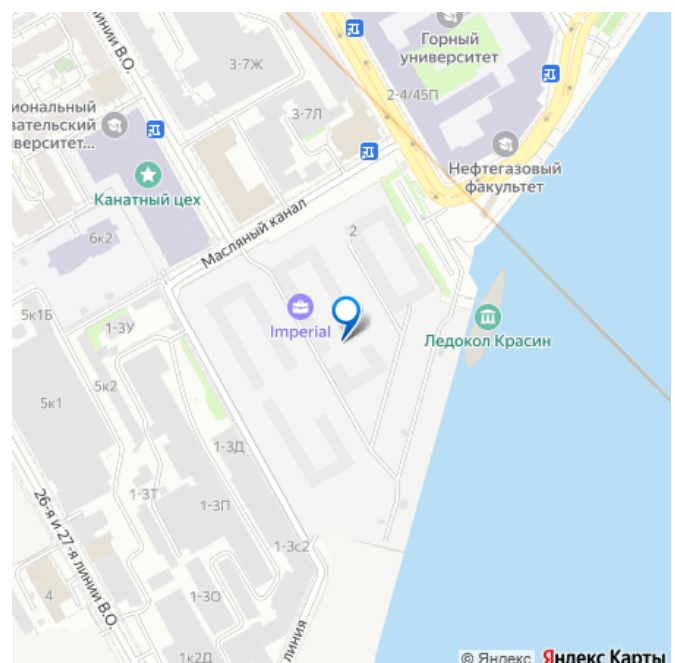 линии В.О.
3-7Ж
Горный
университет
2-4/45П
3-7Л
иональный
вательский
иверситет...
Канатный цех
Нефтегазовый
факультет
Масляный канал
6к2
2
5к1Б
1-3У
Imperial
Ледокол Красин
5к2
5к1
1-3Д
1-3Т
1-3П
26-я и 27-я линии В.О.
1-3с2
4
1-3О
линия
1к2Д
© Яндекс Яндекс Карты